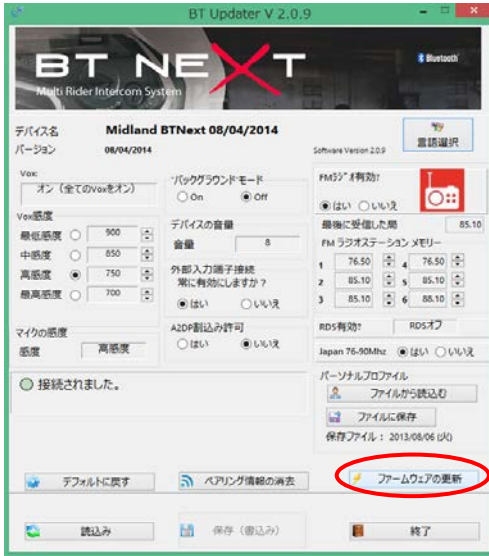 BT Updater V 2.0.9
BT NEXT
Multi Rider Intercom System
Bluetooth
デバイス名 Midland BTNext 08/04/2014
バージョン 08/04/2014
Software Version 2.0.9
言語選択
Vox:
オン（全てのVoxをオン）
Vox感度
最低感度 900
中感度 850
高感度 750
最高感度 700
マイクの感度
感度 高感度
バックグラウンド・モード
On Off
デバイスの音量
音量 8
外部入力端子接続
常に有効にしますか？
はい いいえ
A2DP割込み許可
はい いいえ
FMラジオ有効?
はい いいえ
最後に受信した局 85.10
FM ラジオステーション メモリー
1 76.50 4 76.50
2 85.10 5 85.10
3 85.10 6 88.10
RDS有効? RDSオフ
Japan 76-90Mhz はい いいえ
接続されました。
パーソナルプロファイル
ファイルから読込む
ファイルに保存
保存ファイル： 2013/08/06 (火)
デフォルトに戻す
ペアリング情報の消去
ファームウェアの更新
読込み
保存（書込み）
終了